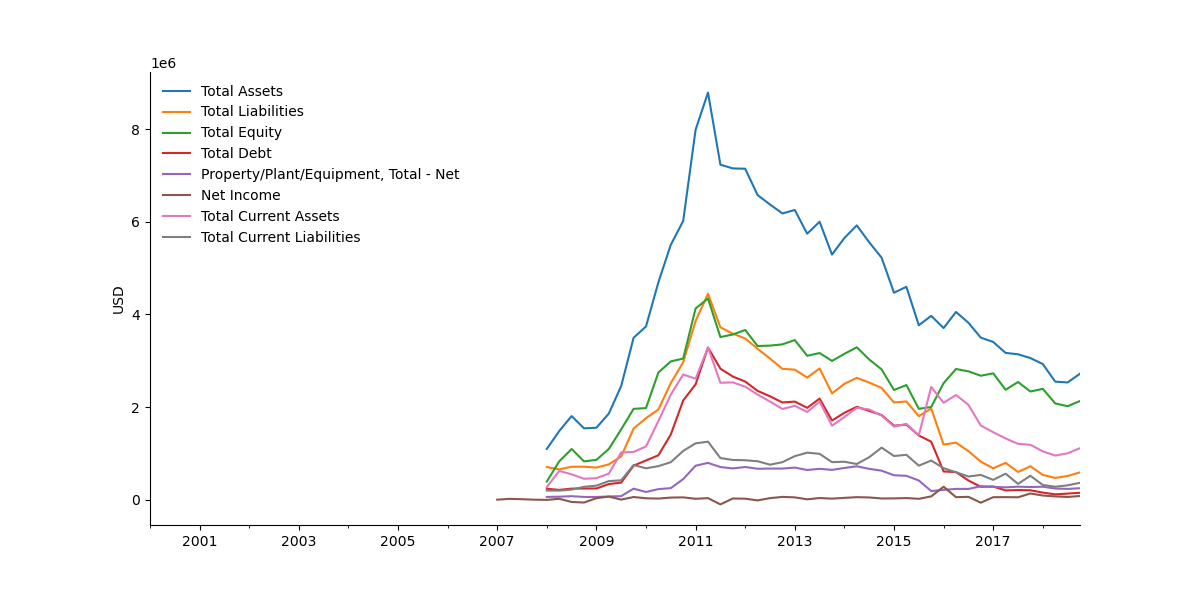 1e6
Total Assets
Total Liabilities
Total Equity
Total Debt
Property/Plant/Equipment, Total - Net
Net Income
Total Current Assets
Total Current Liabilities
8
6
4
2
0
USD
2001 2003 2005 2007 2009 2011 2013 2015 2017